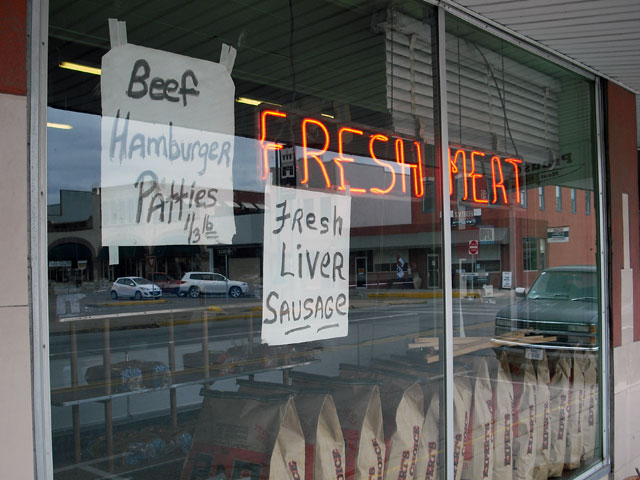 Beef
Hamburger
Patties
1/3 lb
FRESH MEAT
Fresh
LiVER
SAUSAGE